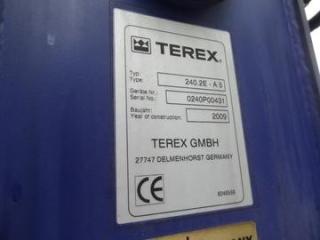 TEREX®
Typ:
Type: 240.2E - A 5
Geräte Nr.:
Serial No.: 0240P00431
Baujahr:
Year of construction: 2009
TEREX GMBH
27747 DELMENHORST GERMANY
CE